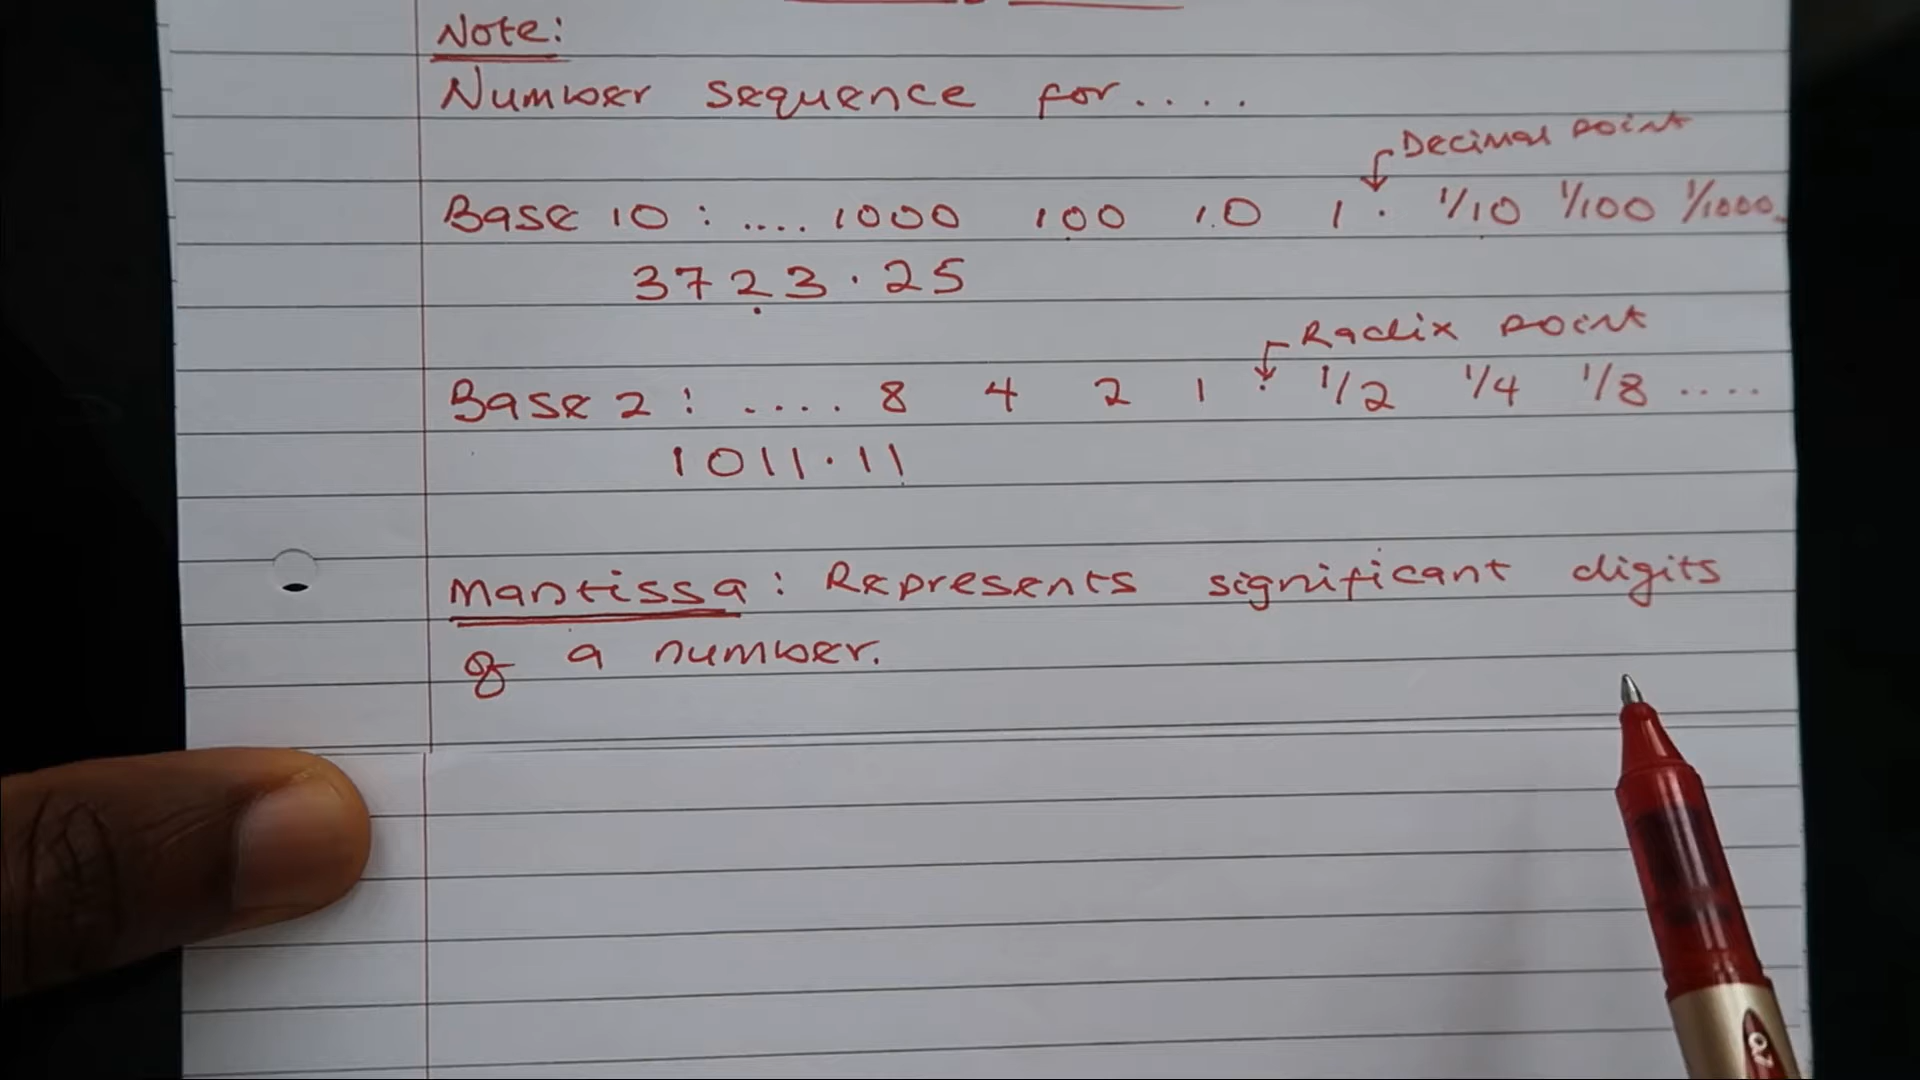 Note:
Number sequence for....
Decimal point
Base 10 : .... 1000 100 10 1 . 1/10 1/100 1/1000
3723.25
Radix point
Base 2 : .... 8 4 2 1 . 1/2 1/4 1/8 ....
1011.11
Mantissa : Represents significant digits
of a number.